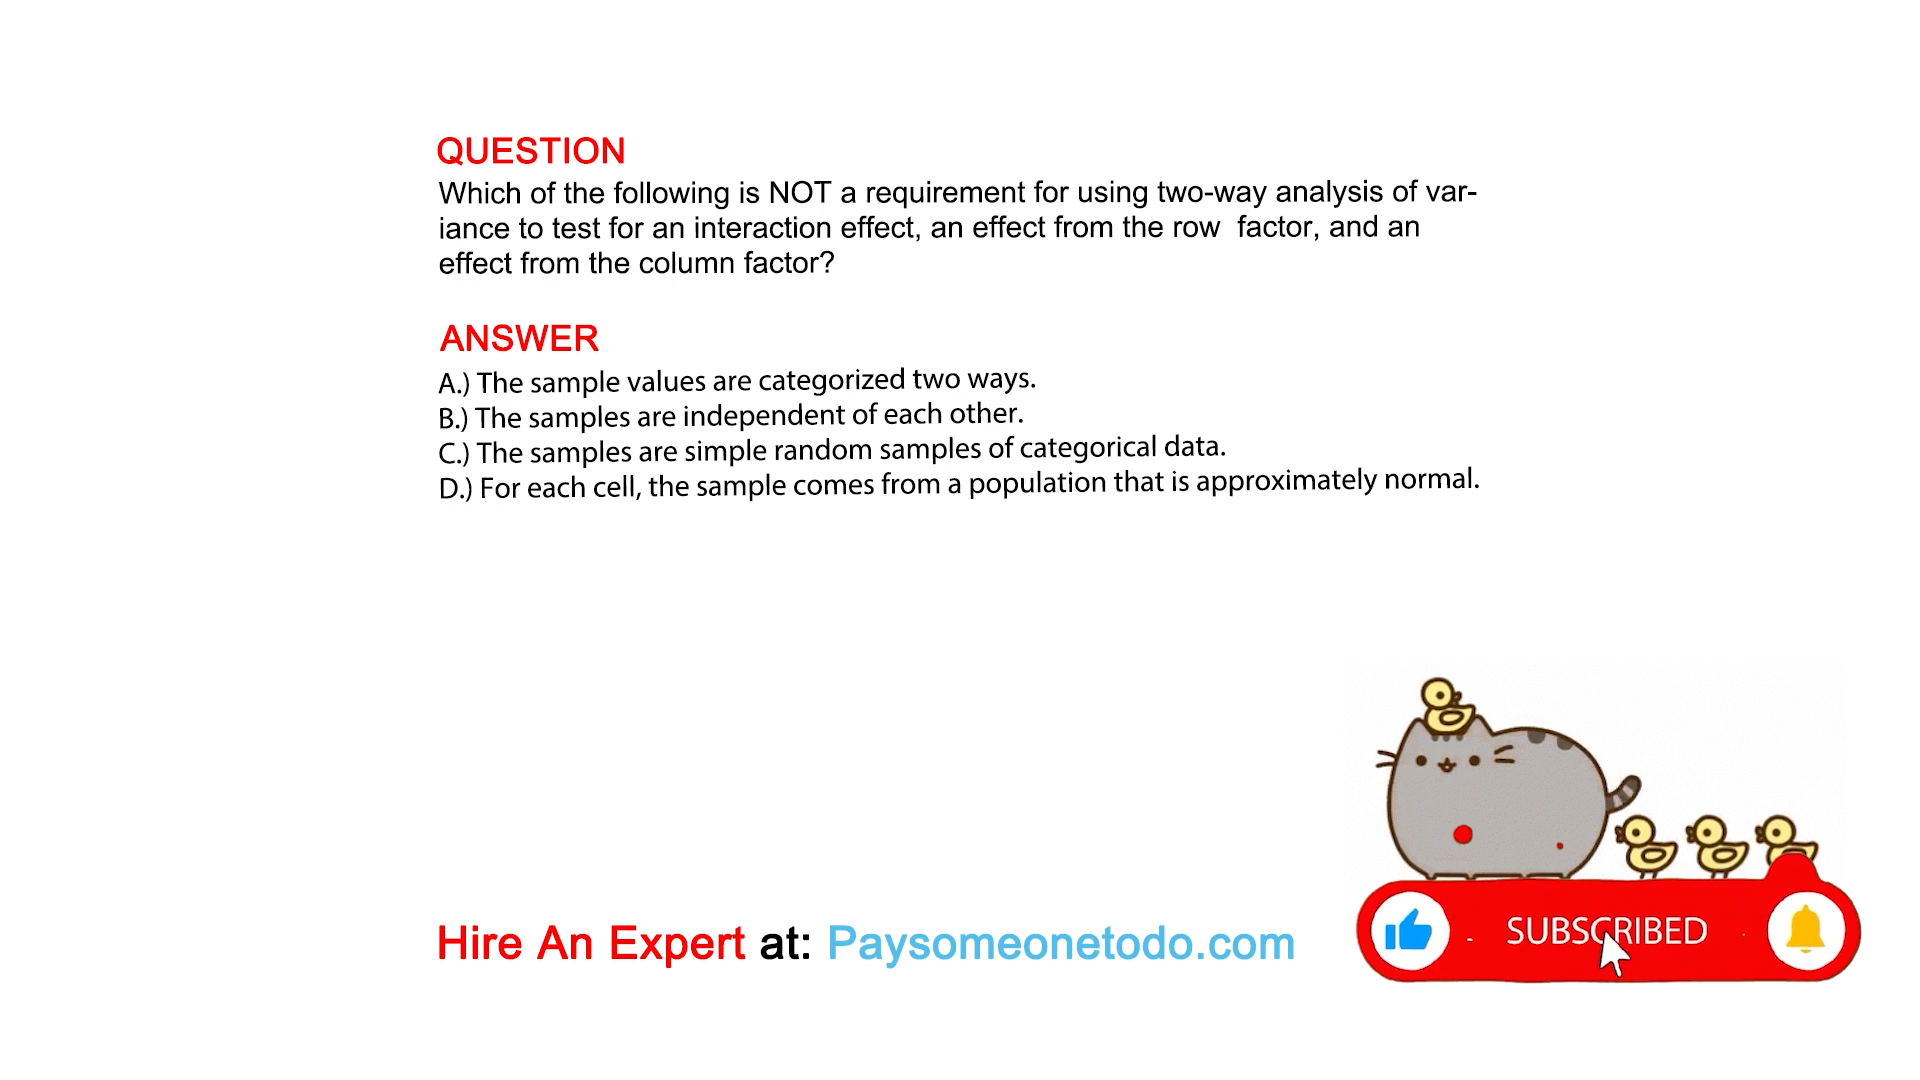 QUESTION
Which of the following is NOT a requirement for using two-way analysis of var-
iance to test for an interaction effect, an effect from the row  factor, and an
effect from the column factor?
ANSWER
A.) The sample values are categorized two ways.
B.) The samples are independent of each other.
C.) The samples are simple random samples of categorical data.
D.) For each cell, the sample comes from a population that is approximately normal.
Hire An Expert at: Paysomeonetodo.com
SUBSCRIBED